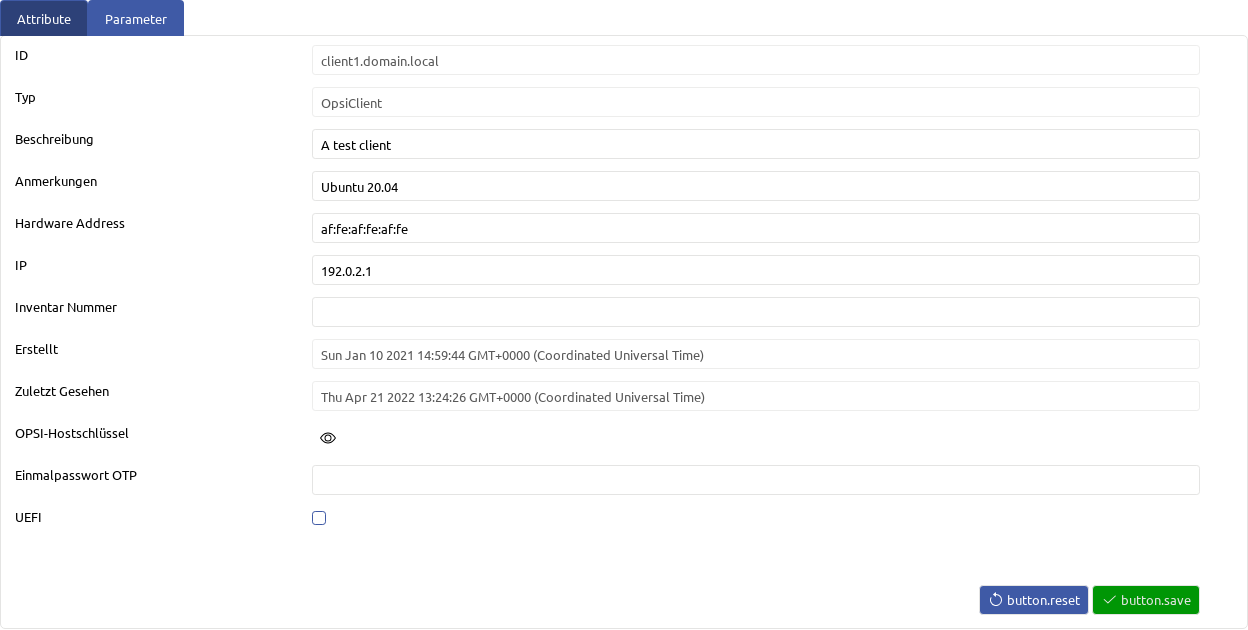 Attribute Parameter
ID client1.domain.local
Typ OpsiClient
Beschreibung A test client
Anmerkungen Ubuntu 20.04
Hardware Address af:fe:af:fe:af:fe
IP 192.0.2.1
Inventar Nummer
Erstellt Sun Jan 10 2021 14:59:44 GMT+0000 (Coordinated Universal Time)
Zuletzt Gesehen Thu Apr 21 2022 13:24:26 GMT+0000 (Coordinated Universal Time)
OPSI-Hostschlüssel
Einmalpasswort OTP
UEFI
button.reset button.save